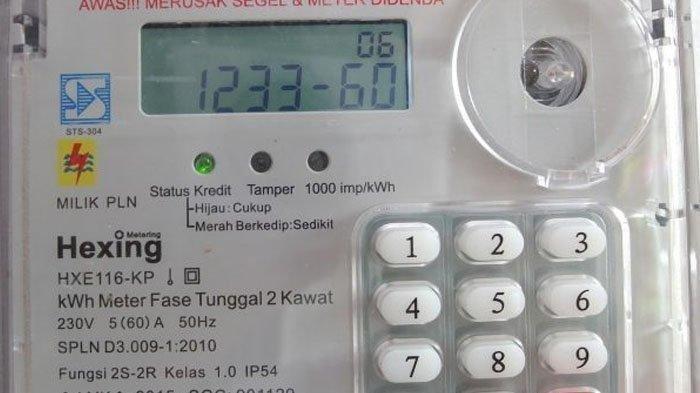 AWAS!!! MERUSAK SEGEL & METER DIDENDA
06
1233-60
STS-304
MILIK PLN
Status Kredit Tamper 1000 imp/kWh
Hijau : Cukup
Merah Berkedip:Sedikit
Hexing
Metering
HXE116-KP
kWh Meter Fase Tunggal 2 Kawat
230V 5(60)A 50Hz
SPLN D3.009-1:2010
Fungsi 2S-2R Kelas 1.0 IP54
1 2 3
4 5 6
7 8 9